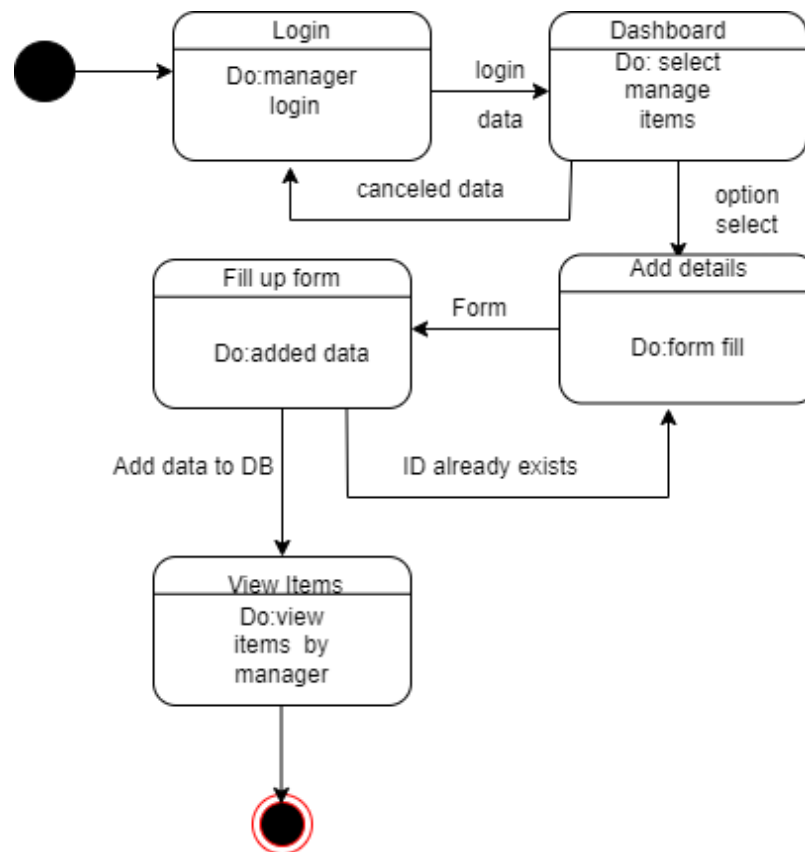 Login
Do:manager
login
login
data
Dashboard
Do: select
manage
items
canceled data
option
select
Add details
Do:form fill
Form
Fill up form
Do:added data
Add data to DB
ID already exists
View Items
Do:view
items by
manager